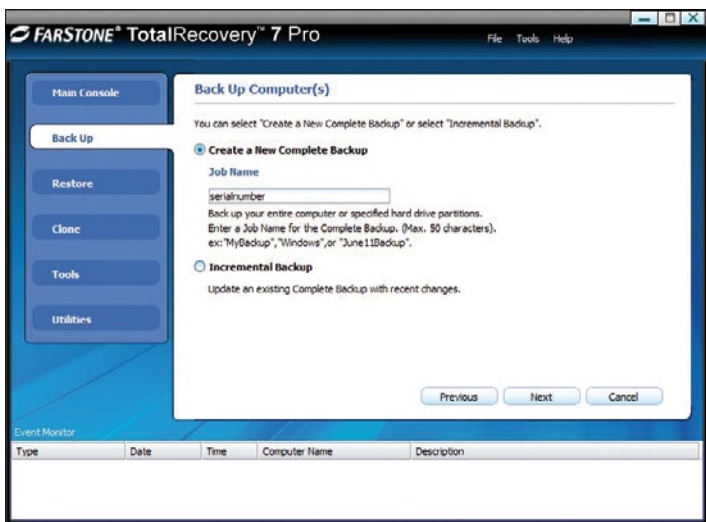 FARSTONE® TotalRecovery™ 7 Pro
File Tools Help
Main Console
Back Up
Restore
Clone
Tools
Utilities
Back Up Computer(s)
You can select "Create a New Complete Backup" or select "Incremental Backup".
Create a New Complete Backup
Job Name
serialnumber
Back up your entire computer or specified hard drive partitions.
Enter a Job Name for the Complete Backup. (Max. 50 characters).
ex:"MyBackup","Windows",or "June11Backup".
Incremental Backup
Update an existing Complete Backup with recent changes.
Previous Next Cancel
Event Monitor
Type Date Time Computer Name Description